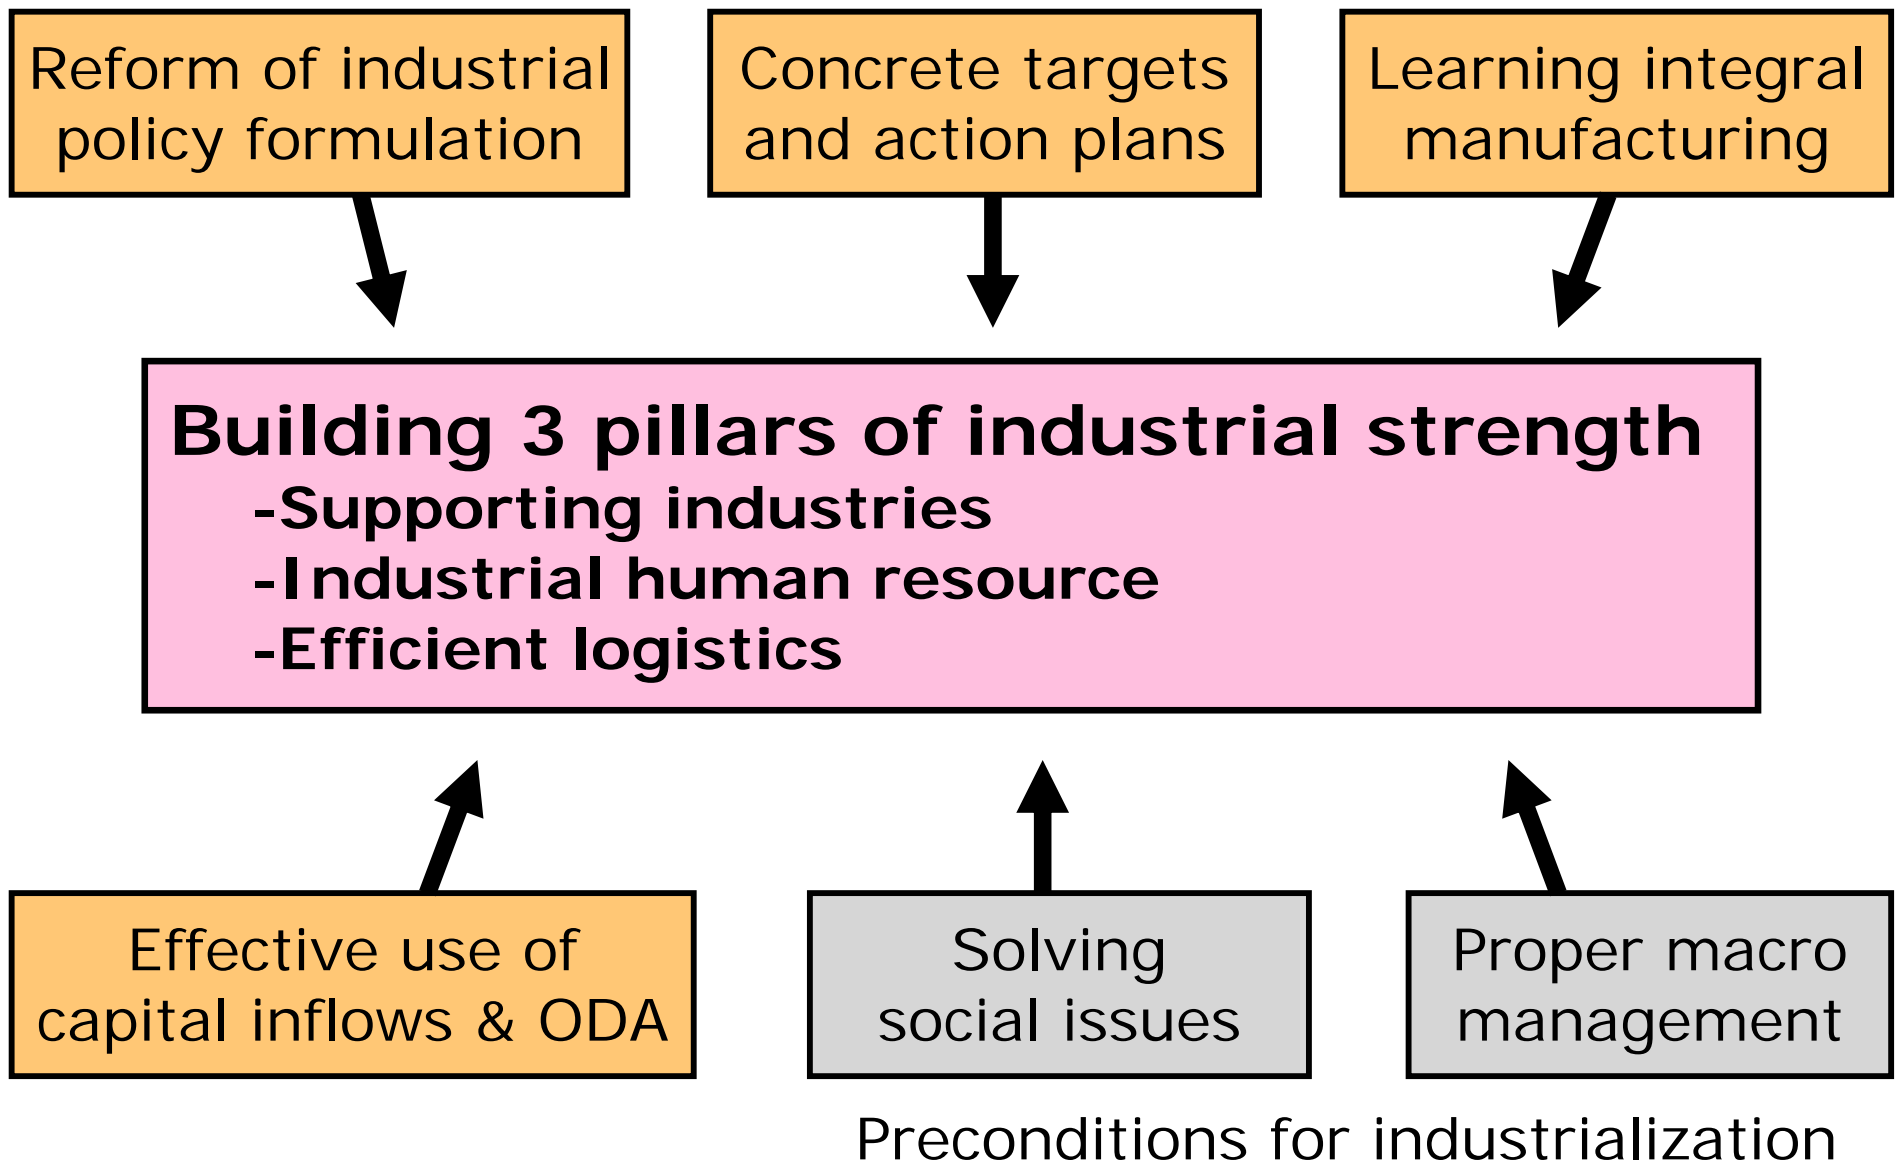 Reform of industrial
policy formulation
Concrete targets
and action plans
Learning integral
manufacturing
Building 3 pillars of industrial strength
-Supporting industries
-Industrial human resource
-Efficient logistics
Effective use of
capital inflows & ODA
Solving
social issues
Proper macro
management
Preconditions for industrialization